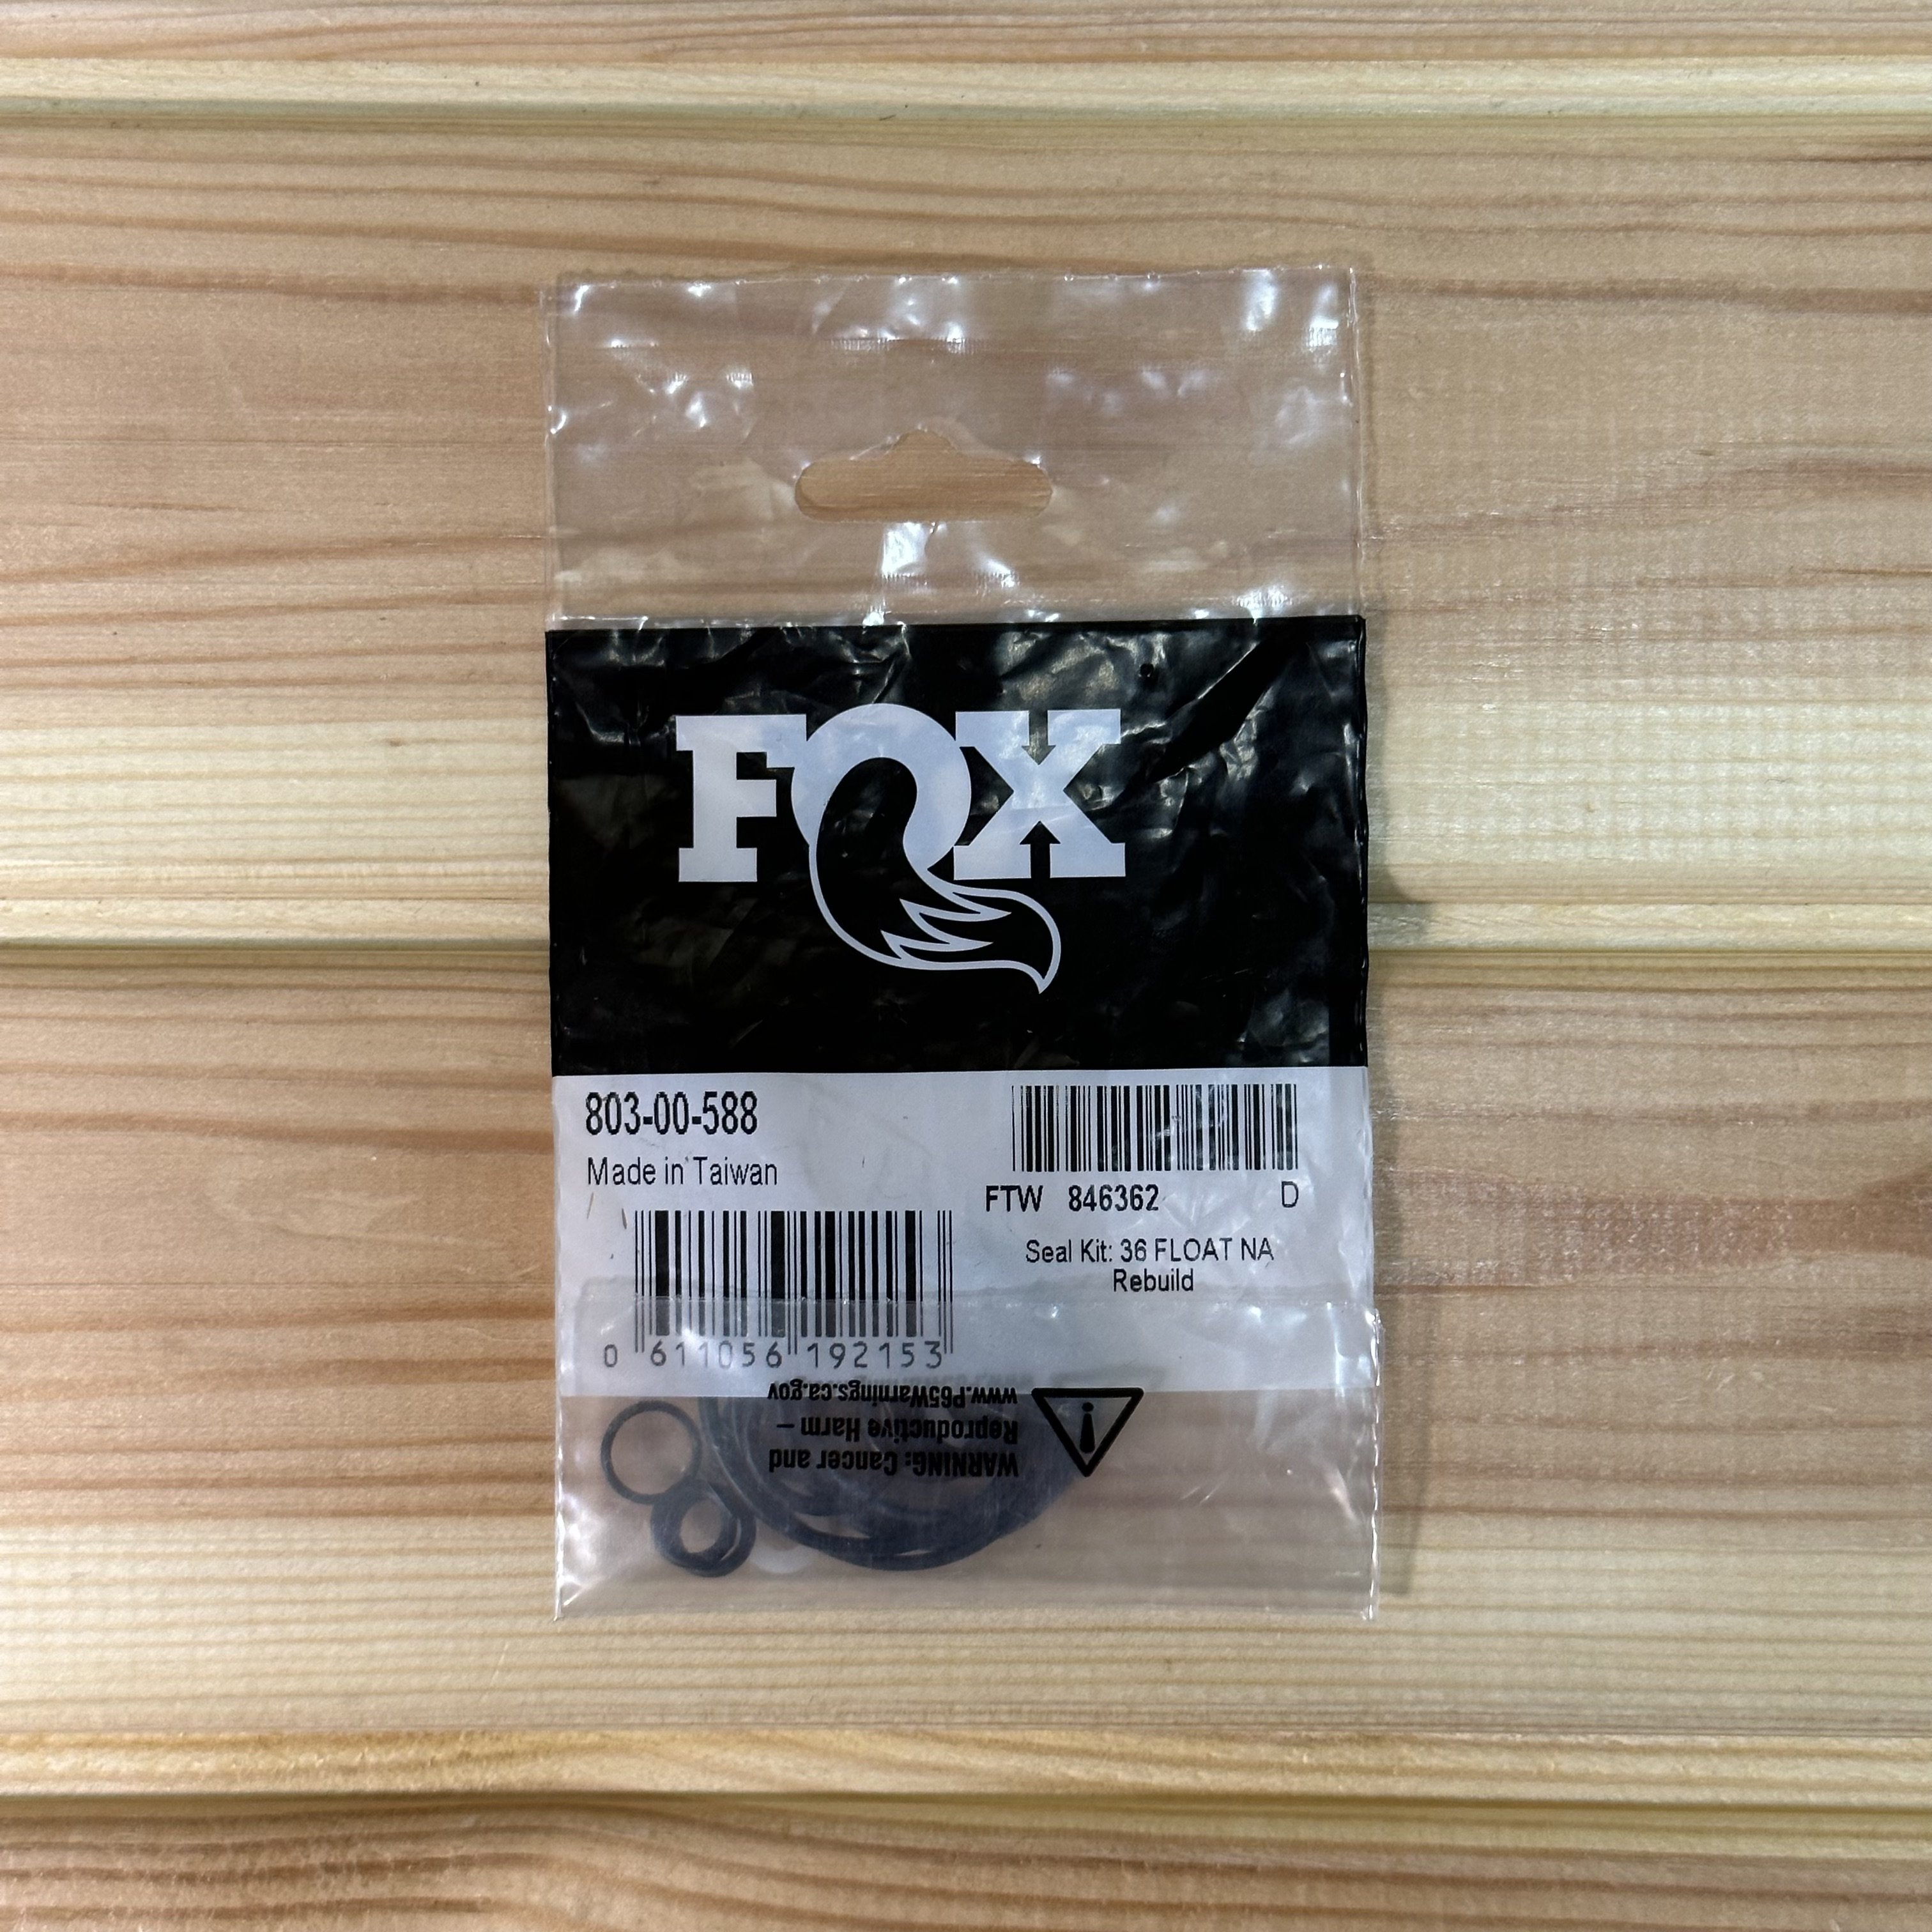 FOX
803-00-588
Made in Taiwan
FTW 846362 D
Seal Kit: 36 FLOAT NA
Rebuild
0 611056 192153
WARNING: Cancer and
Reproductive Harm –
www.P65Warnings.ca.gov